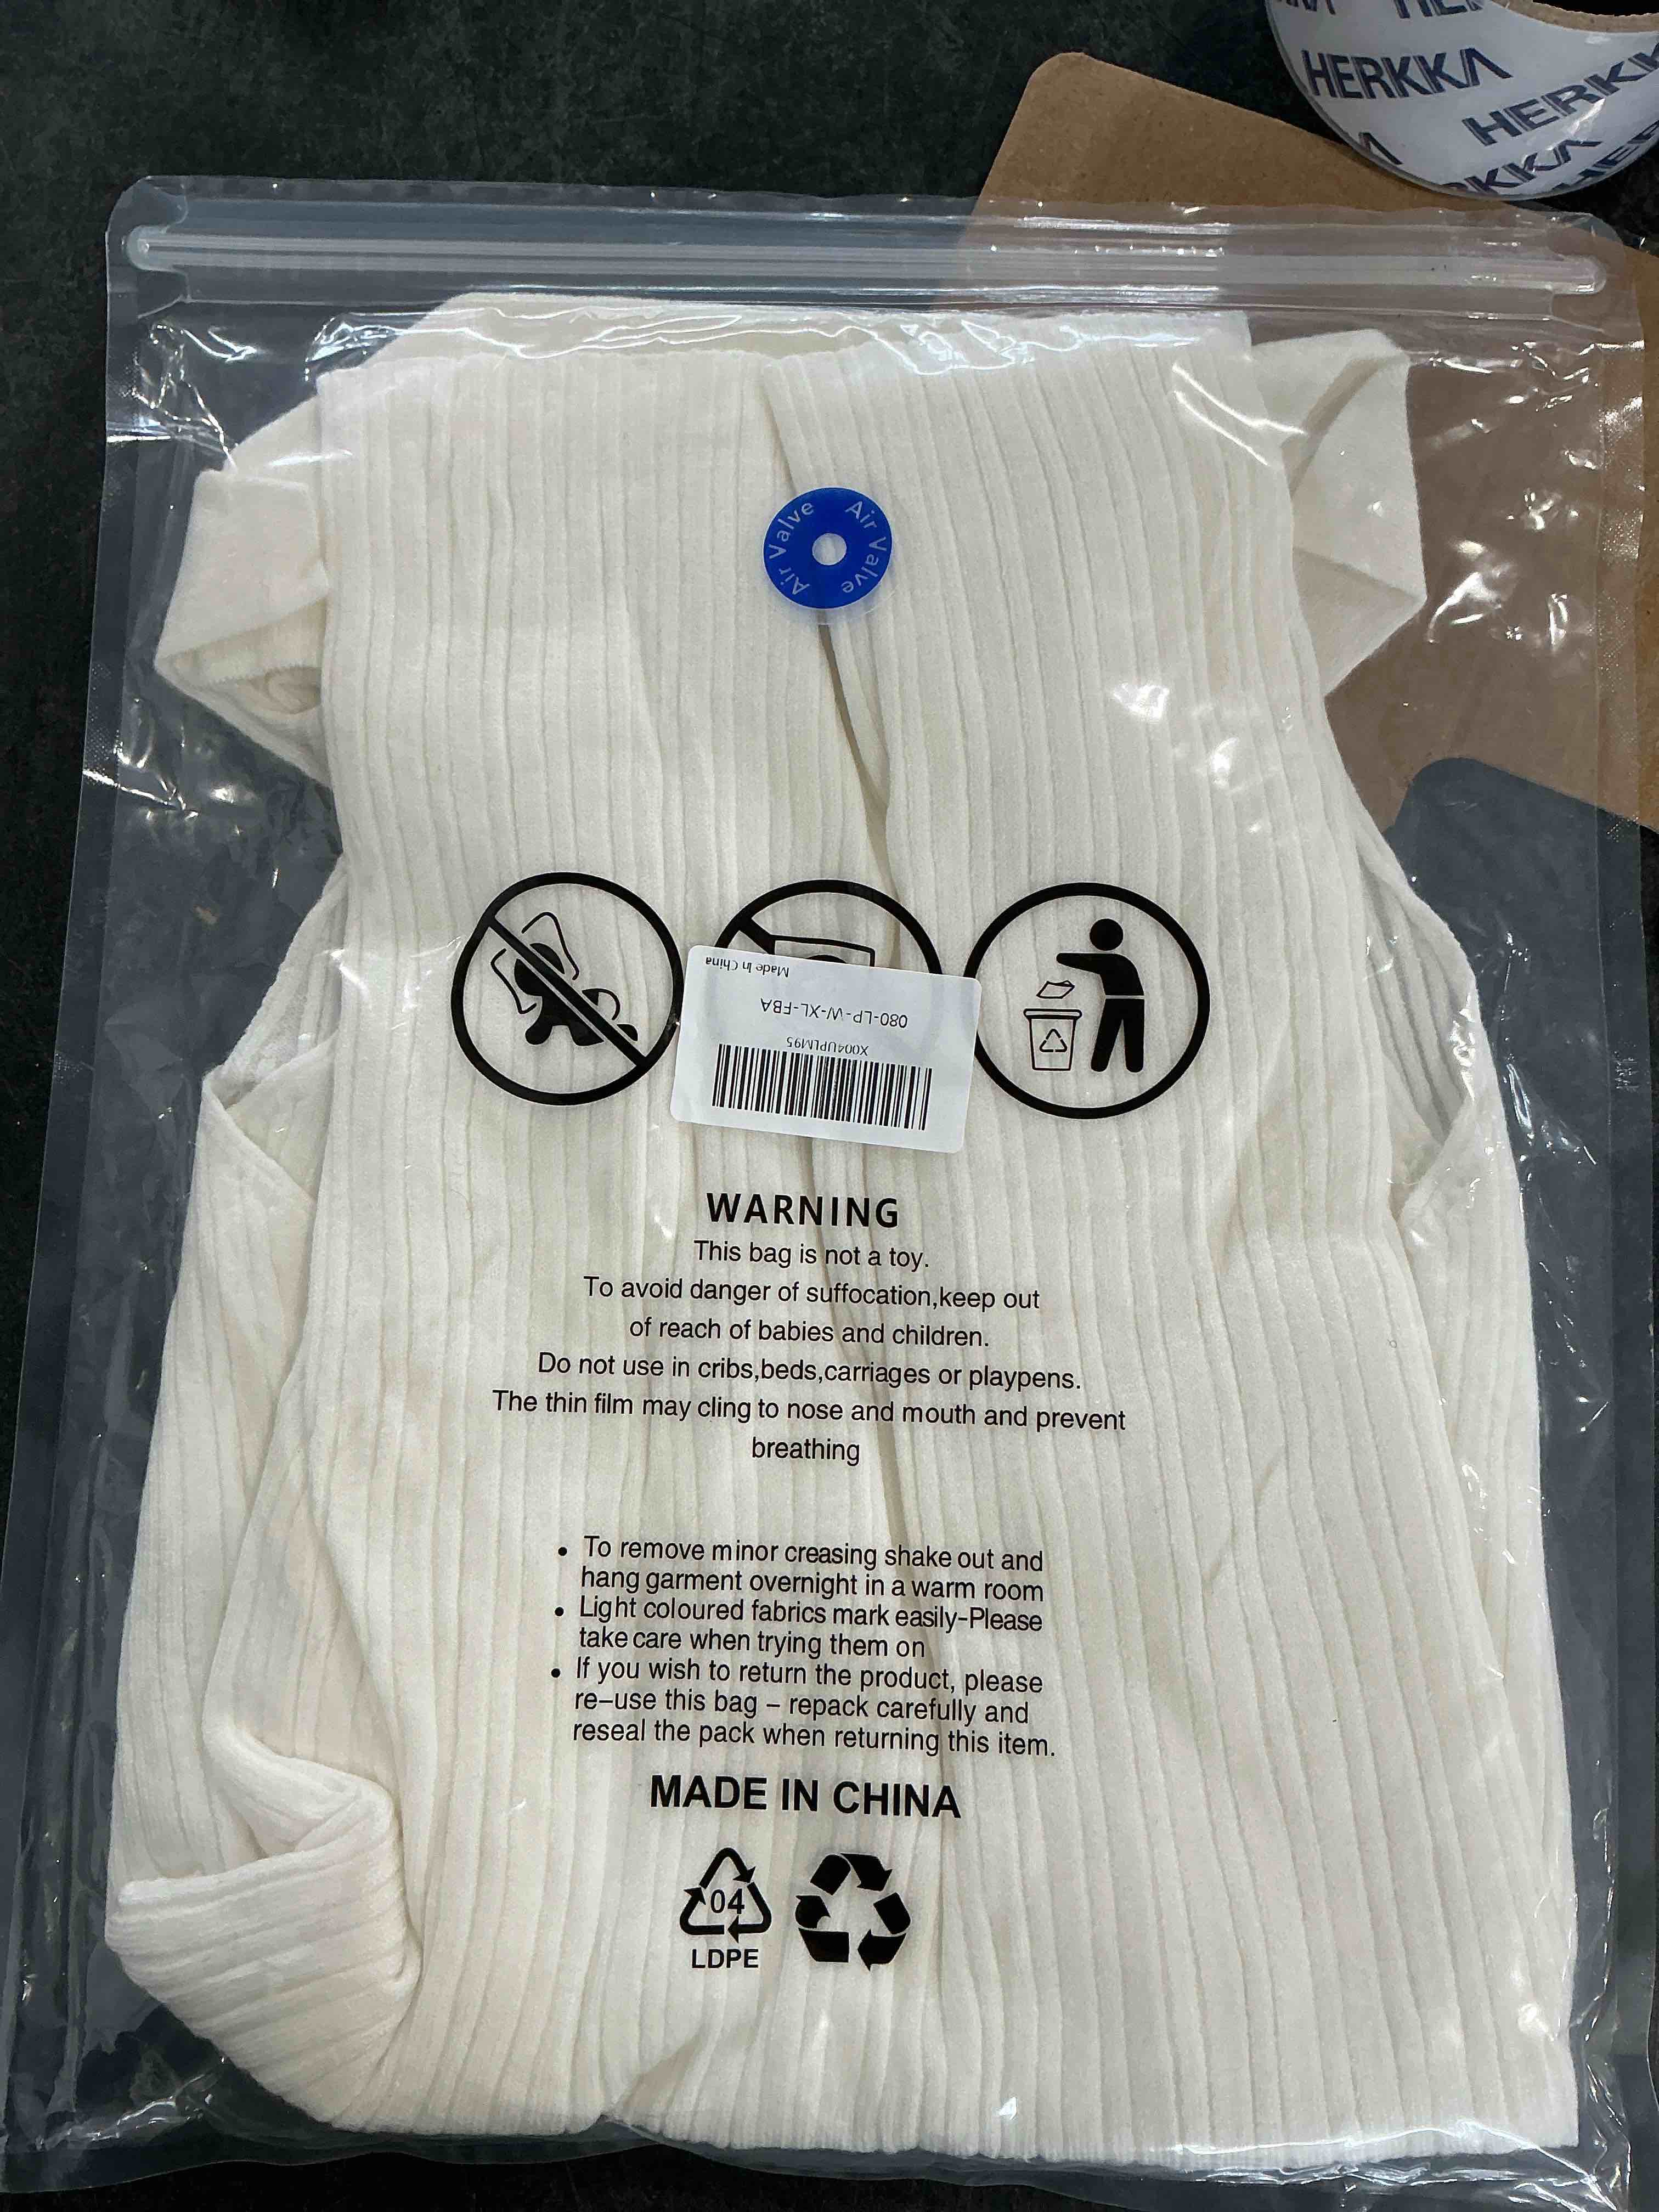 HERKKA
HERKK
KKA
Air Valve
Air Valve
Made In China
080-LP-W-XL-FBA
X004UPLM95
WARNING
This bag is not a toy.
To avoid danger of suffocation,keep out
of reach of babies and children.
Do not use in cribs,beds,carriages or playpens.
The thin film may cling to nose and mouth and prevent
breathing
• To remove minor creasing shake out and
hang garment overnight in a warm room
• Light coloured fabrics mark easily-Please
take care when trying them on
• If you wish to return the product, please
re-use this bag – repack carefully and
reseal the pack when returning this item.
MADE IN CHINA
04
LDPE